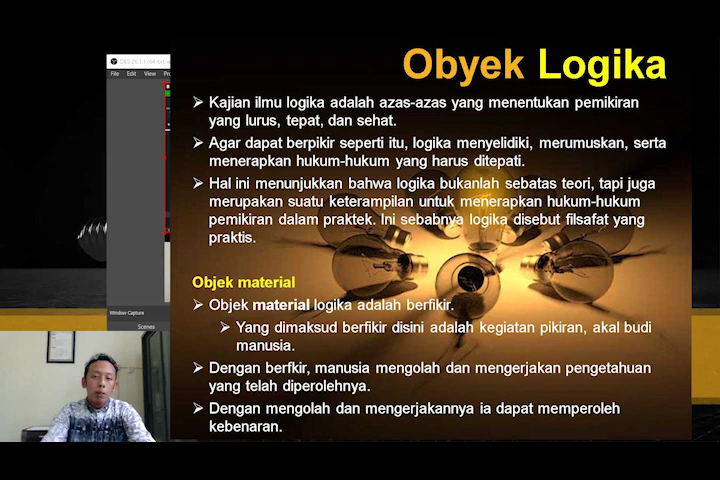 Obyek Logika
File Edit View
➢ Kajian ilmu logika adalah azas-azas yang menentukan pemikiran
yang lurus, tepat, dan sehat.
➢ Agar dapat berpikir seperti itu, logika menyelidiki, merumuskan, serta
menerapkan hukum-hukum yang harus ditepati.
➢ Hal ini menunjukkan bahwa logika bukanlah sebatas teori, tapi juga
merupakan suatu keterampilan untuk menerapkan hukum-hukum
pemikiran dalam praktek. Ini sebabnya logika disebut filsafat yang
praktis.
Objek material
➢ Objek material logika adalah berfikir.
➢ Yang dimaksud berfikir disini adalah kegiatan pikiran, akal budi
manusia.
➢ Dengan berfkir, manusia mengolah dan mengerjakan pengetahuan
yang telah diperolehnya.
➢ Dengan mengolah dan mengerjakannya ia dapat memperoleh
kebenaran.
Window Capture
Scenes